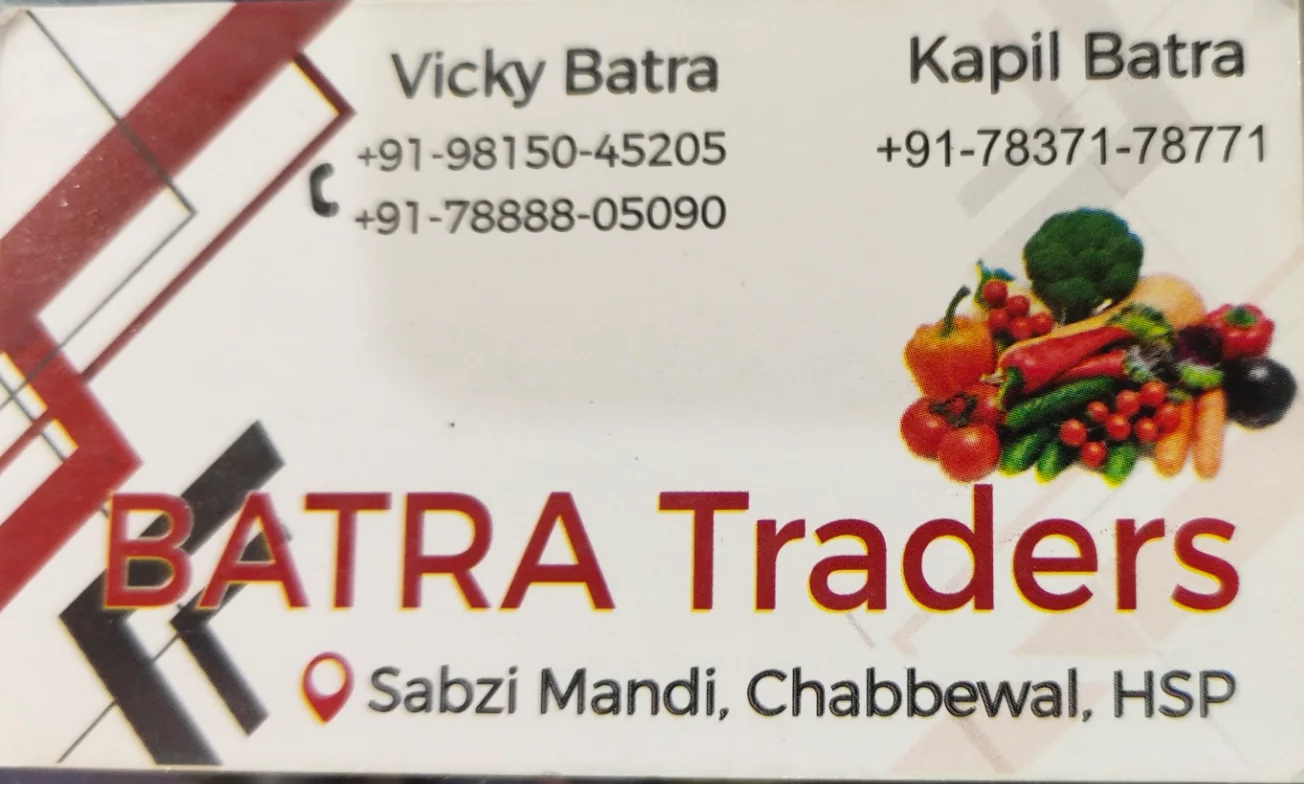 Vicky Batra
+91-98150-45205
+91-78888-05090
Kapil Batra
+91-78371-78771
BATRA Traders
Sabzi Mandi, Chabbewal, HSP